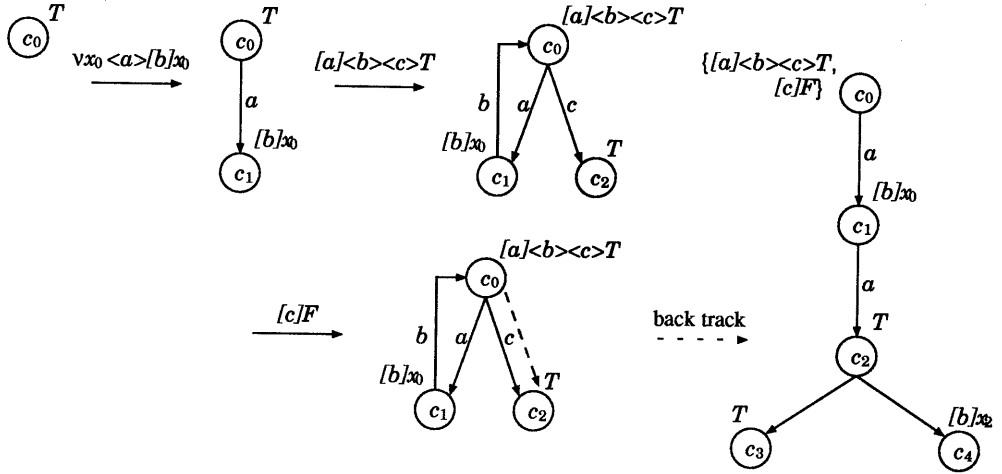 T
c₀
νx₀<a>[b]x₀
T
c₀
a
[b]x₀
c₁
[a]<b><c>T
[a]<b><c>T
c₀
b
a
c
[b]x₀
c₁
T
c₂
[c]F
[a]<b><c>T
c₀
b
a
c
[b]x₀
c₁
T
c₂
back track
{[a]<b><c>T,
[c]F}
c₀
a
[b]x₀
c₁
a
T
c₂
T
c₃
[b]x₂
c₄